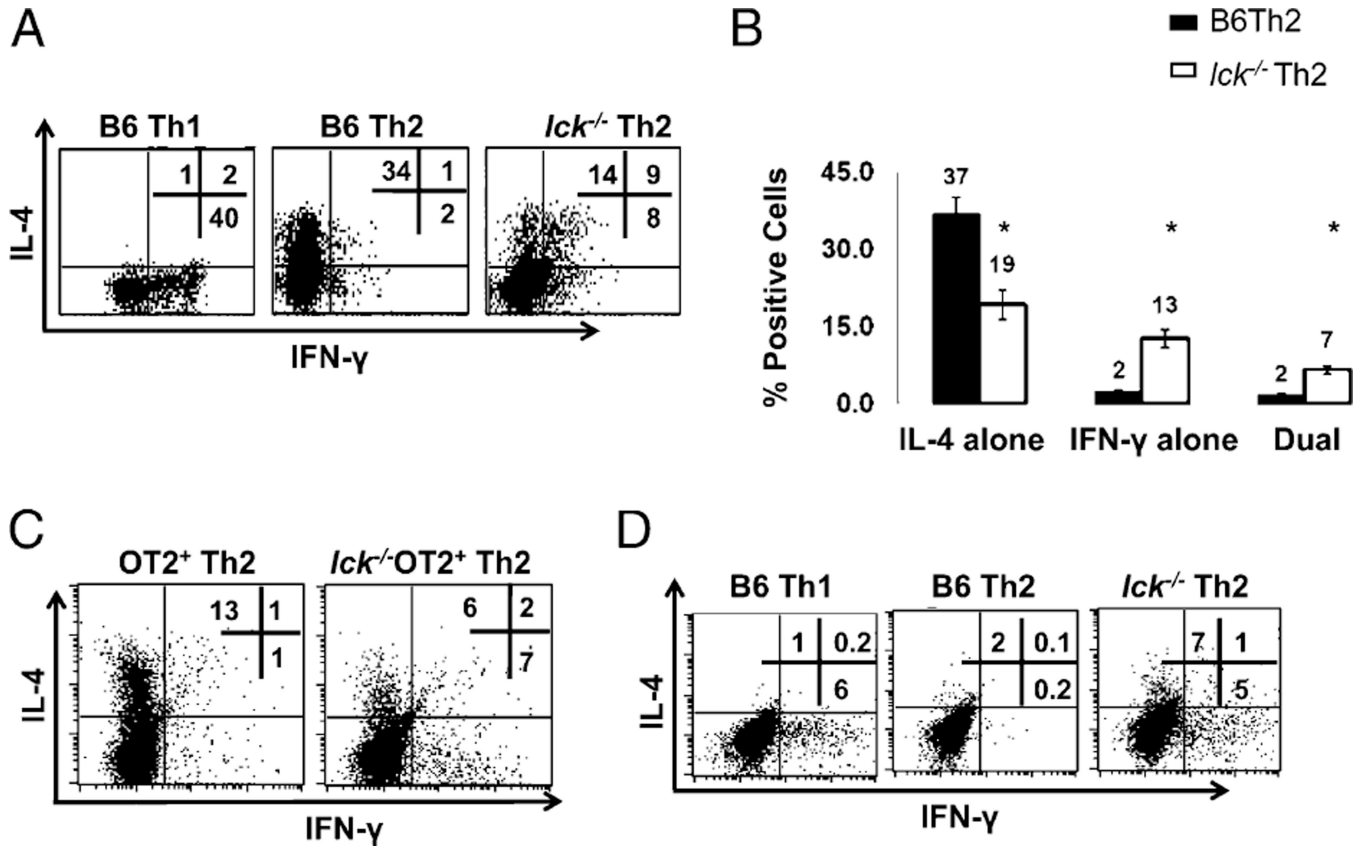 A
B
B6Th2
lck-/- Th2
B6 Th1
B6 Th2
lck-/- Th2
1 2
40
34 1
2
14 9
8
IL-4
IFN-γ
% Positive Cells
45.0
30.0
15.0
0.0
37
*
19
2
*
13
2
*
7
IL-4 alone
IFN-γ alone
Dual
C
D
OT2+ Th2
lck-/-OT2+ Th2
13 1
1
6 2
7
IL-4
IFN-γ
B6 Th1
B6 Th2
lck-/- Th2
1 0.2
6
2 0.1
0.2
7 1
5
IL-4
IFN-γ